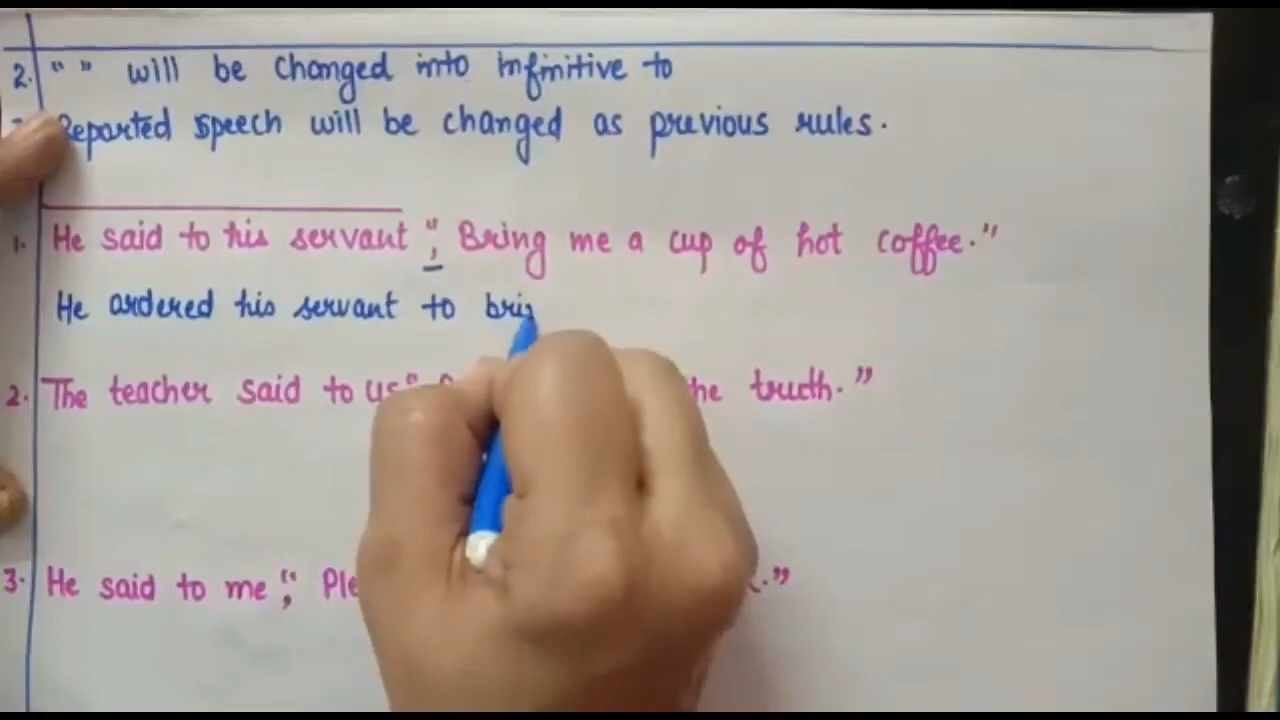 2. " " will be changed into infinitive to
Reported speech will be changed as previous rules.
1. He said to his servant ", Bring me a cup of hot coffee."
He ordered his servant to bri
2. The teacher said to us" the truth."
3. He said to me ", Ple ."